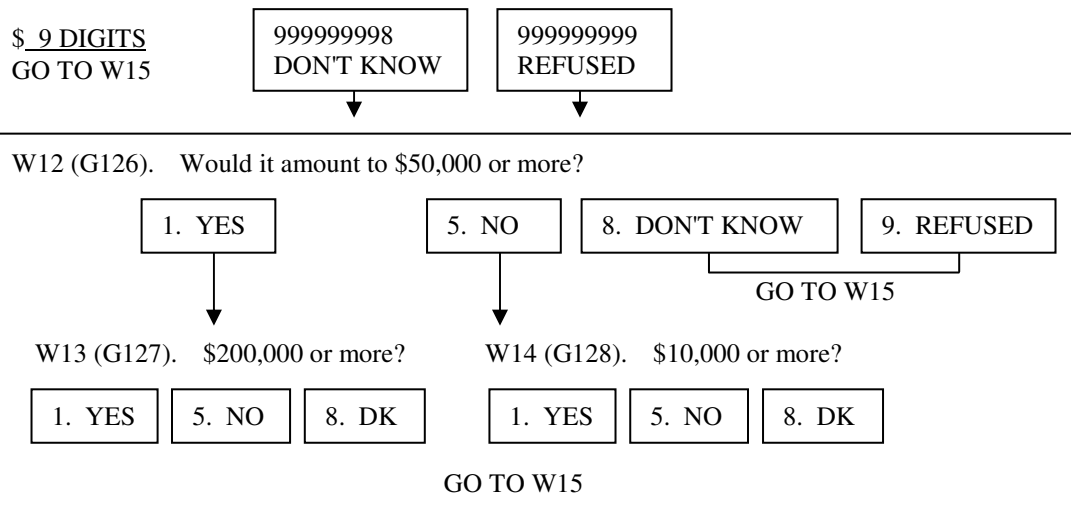 $ 9 DIGITS
GO TO W15
999999998
DON'T KNOW
999999999
REFUSED
W12 (G126). Would it amount to $50,000 or more?
1. YES
5. NO
8. DON'T KNOW
9. REFUSED
GO TO W15
W13 (G127). $200,000 or more?
W14 (G128). $10,000 or more?
1. YES
5. NO
8. DK
1. YES
5. NO
8. DK
GO TO W15